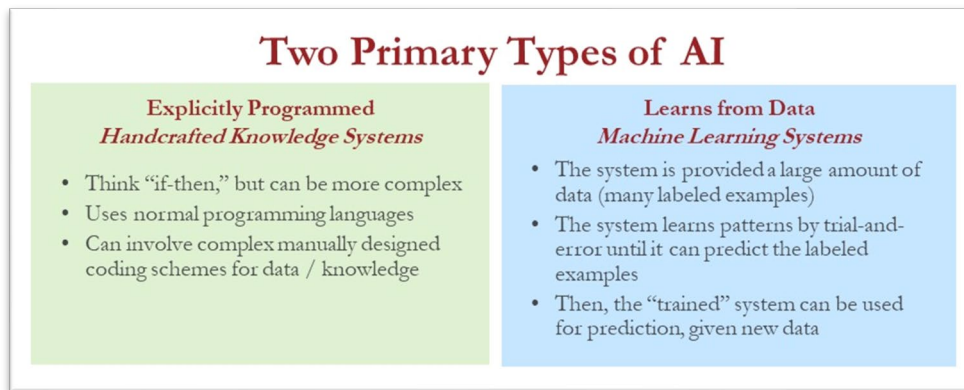 Two Primary Types of AI
Explicitly Programmed
Handcrafted Knowledge Systems
• Think “if-then,” but can be more complex
• Uses normal programming languages
• Can involve complex manually designed
coding schemes for data / knowledge
Learns from Data
Machine Learning Systems
• The system is provided a large amount of
data (many labeled examples)
• The system learns patterns by trial-and-
error until it can predict the labeled
examples
• Then, the “trained” system can be used
for prediction, given new data